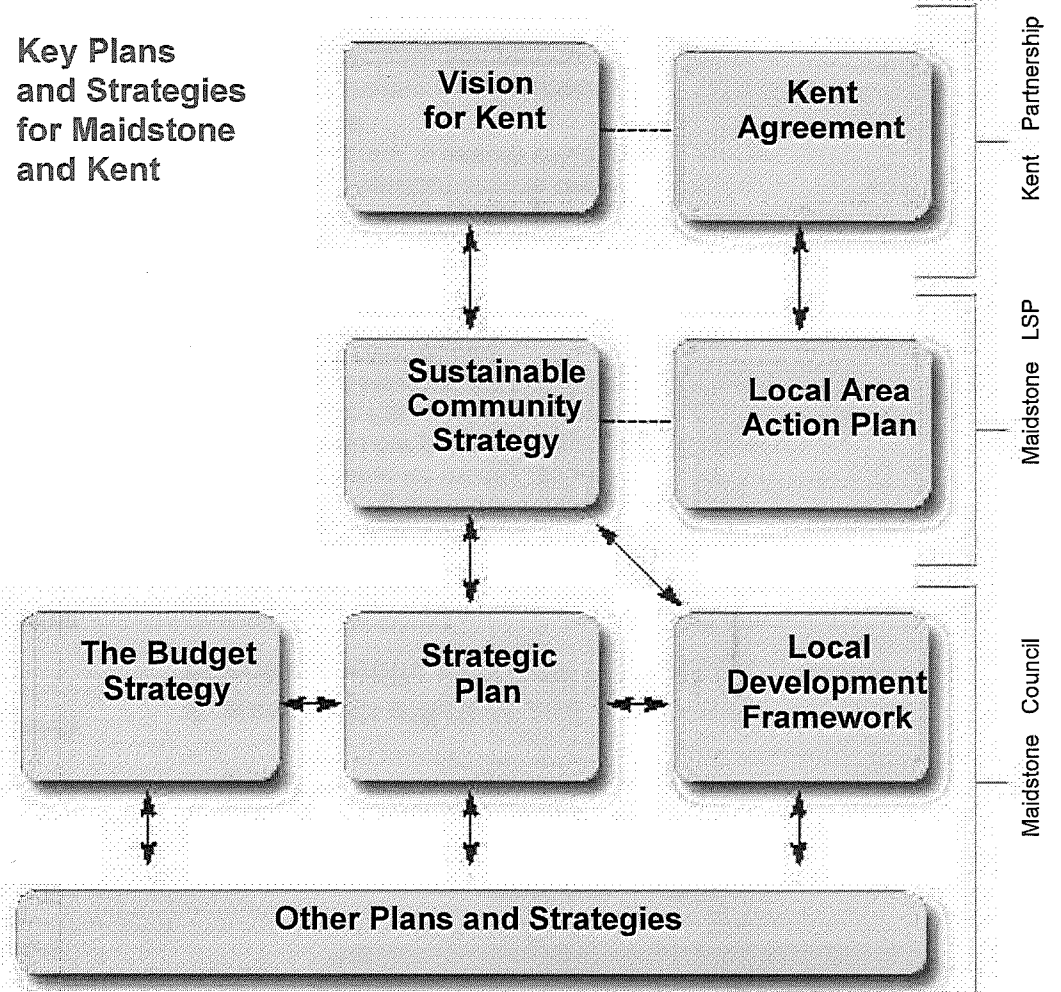 Key Plans
and Strategies
for Maidstone
and Kent
Vision
for Kent
Kent
Agreement
Kent Partnership
Sustainable
Community
Strategy
Local Area
Action Plan
Maidstone LSP
The Budget
Strategy
Strategic
Plan
Local
Development
Framework
Maidstone Council
Other Plans and Strategies